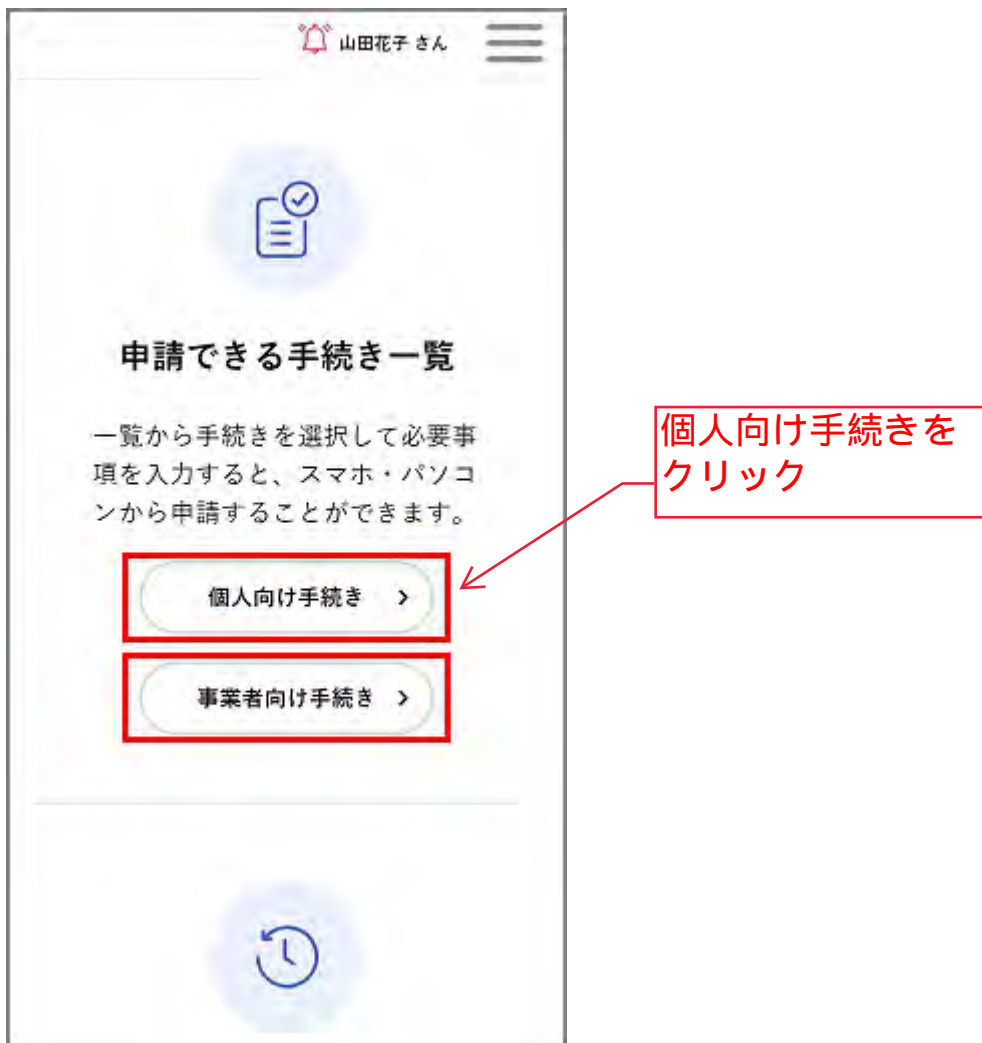 山田花子 さん
申請できる手続き一覧
一覧から手続きを選択して必要事
項を入力すると、スマホ・パソコ
ンから申請することができます。
個人向け手続き
事業者向け手続き
個人向け手続きを
クリック